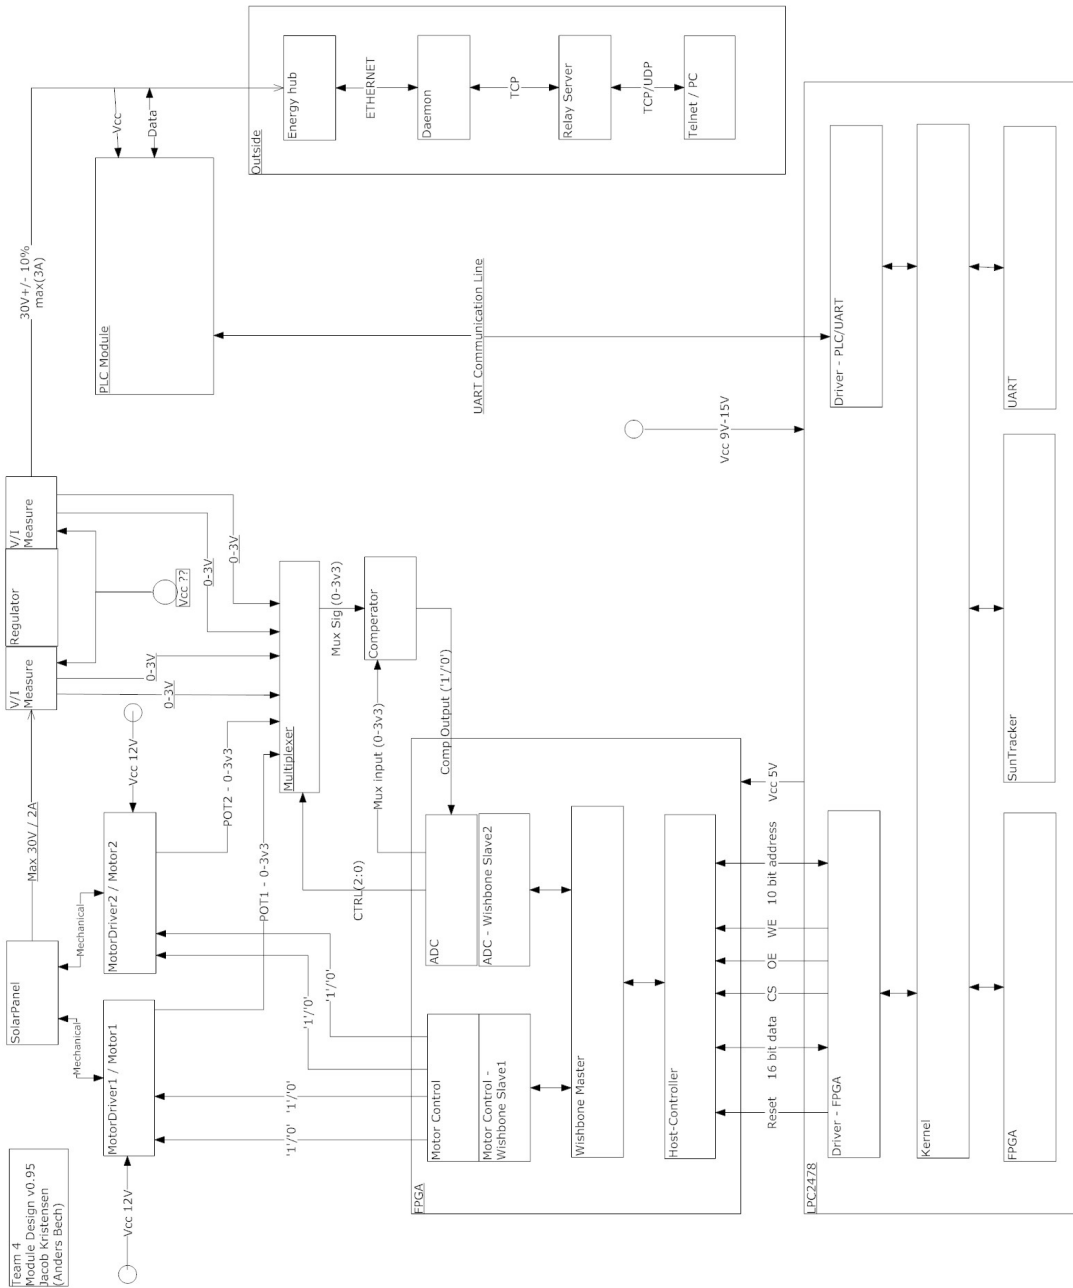 Team 4
Module Design v0.95
Jacob Kristensen
(Anders Bech)
SolarPanel
Max 30V / 2A
V/I
Measure
Regulator
V/I
Measure
30V+/- 10%
max(3A)
Mechanical
Mechanical
Vcc 12V
MotorDriver1 / Motor1
MotorDriver2 / Motor2
Vcc 12V
Vcc ??
0-3V
0-3V
0-3V
0-3V
PLC Module
Vcc
Data
POT2 - 0-3v3
POT1 - 0-3v3
'1'/'0'
'1'/'0'
'1'/'0'
'1'/'0'
Multiplexer
Mux Sig (0-3v3)
CTRL(2:0)
Comperator
Mux input (0-3v3)
Comp Output ('1'/'0')
Outside
Energy hub
ETHERNET
Daemon
TCP
Relay Server
TCP/UDP
Telnet / PC
UART Communication Line
FPGA
Motor Control
Motor Control -
Wishbone Slave1
ADC
ADC - Wishbone Slave2
Wishbone Master
Host-Controller
Reset
16 bit data
CS
OE
WE
10 bit address
Vcc 5V
Vcc 9V-15V
LPC2478
Driver - FPGA
Driver - PLC/UART
Kernel
FPGA
SunTracker
UART